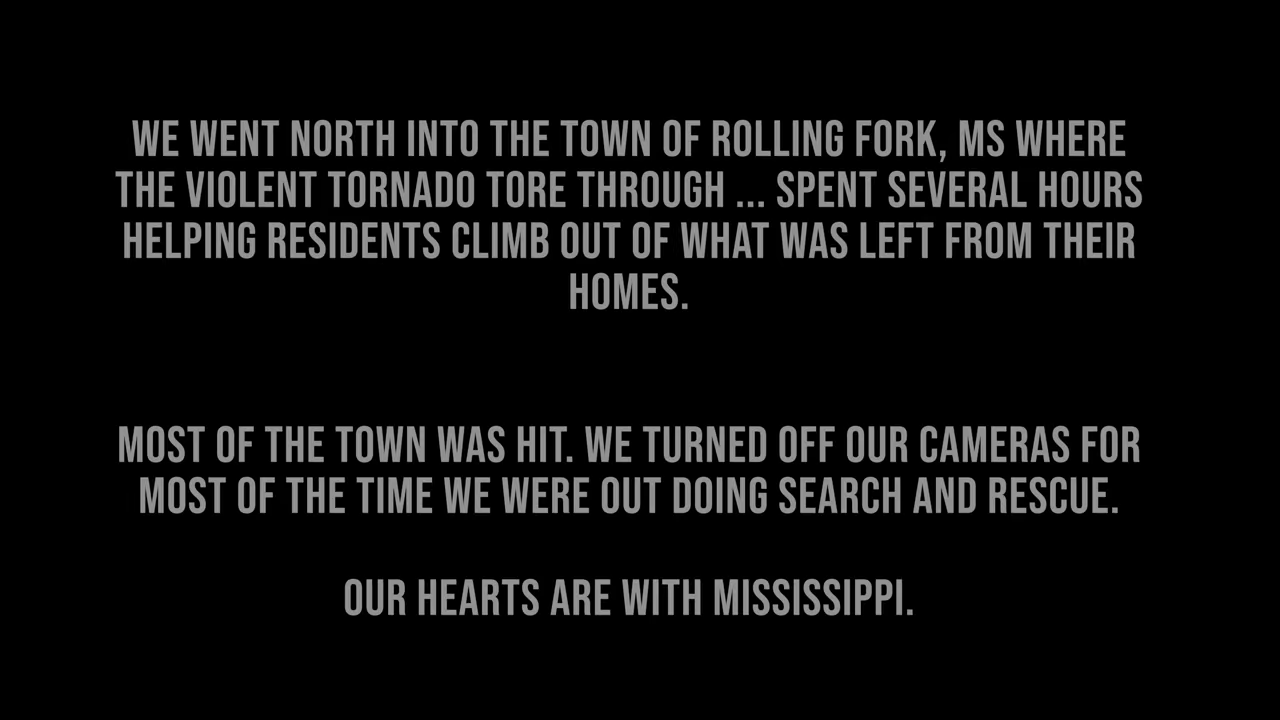 WE WENT NORTH INTO THE TOWN OF ROLLING FORK, MS WHERE
THE VIOLENT TORNADO TORE THROUGH ... SPENT SEVERAL HOURS
HELPING RESIDENTS CLIMB OUT OF WHAT WAS LEFT FROM THEIR
HOMES.
MOST OF THE TOWN WAS HIT. WE TURNED OFF OUR CAMERAS FOR
MOST OF THE TIME WE WERE OUT DOING SEARCH AND RESCUE.
OUR HEARTS ARE WITH MISSISSIPPI.